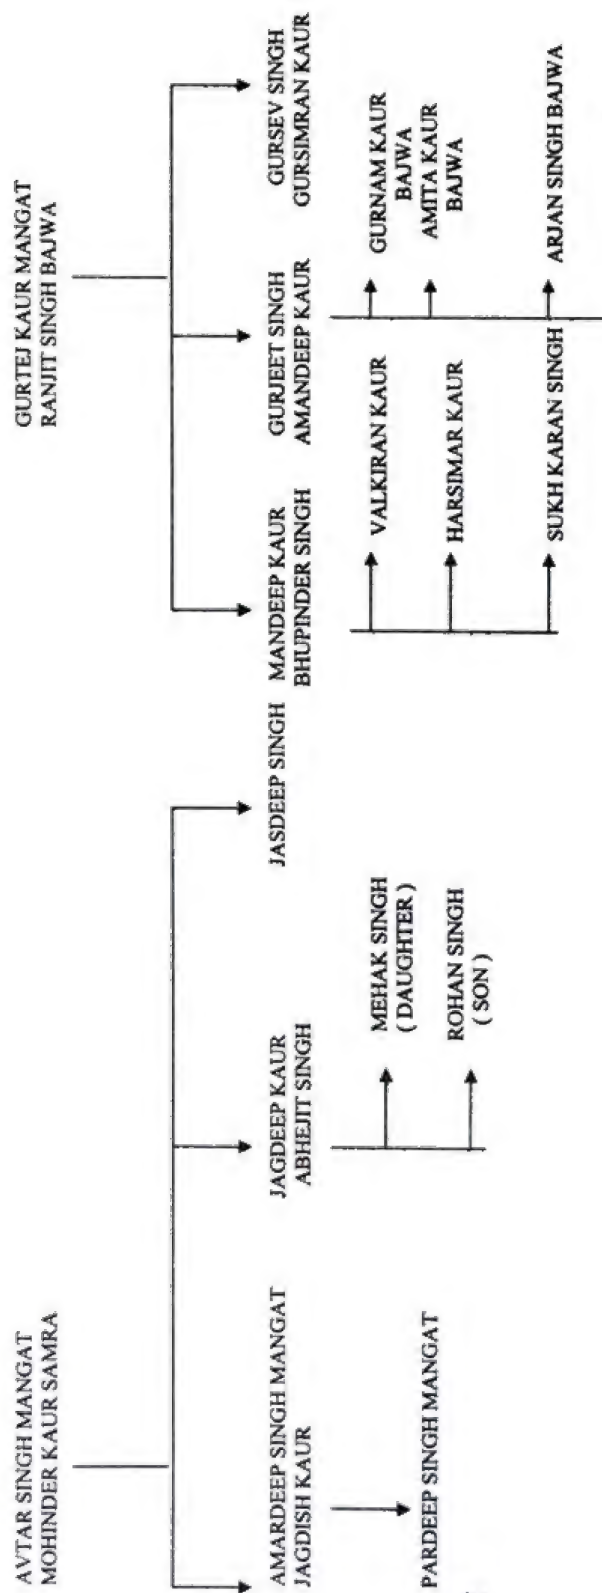 AVTAR SINGH MANGAT
MOHINDER KAUR SAMRA
GURTEJ KAUR MANGAT
RANJIT SINGH BAJWA
AMARDEEP SINGH MANGAT
JAGDISH KAUR
JAGDEEP KAUR
ABHEJIT SINGH
JASDEEP SINGH
MANDEEP KAUR
BHUPINDER SINGH
GURJEET SINGH
AMANDEEP KAUR
GURSEV SINGH
GURSIMRAN KAUR
PARDEEP SINGH MANGAT
MEHAK SINGH
( DAUGHTER )
ROHAN SINGH
( SON )
VALKIRAN KAUR
HARSIMAR KAUR
SUKH KARAN SINGH
GURNAM KAUR
BAJWA
AMITA KAUR
BAJWA
ARJAN SINGH BAJWA